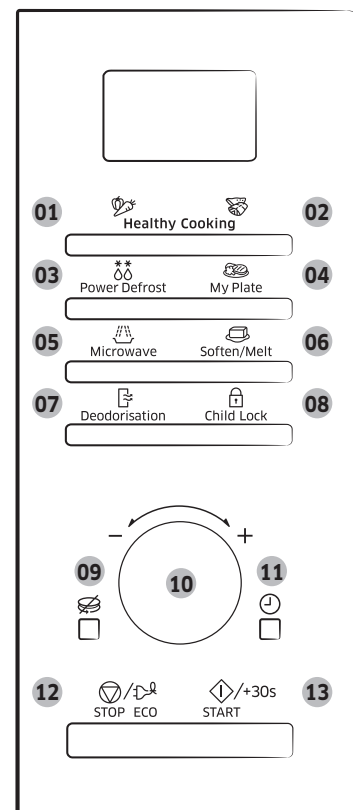 01 02
Healthy Cooking
03 04
Power Defrost My Plate
05 06
Microwave Soften/Melt
07 08
Deodorisation Child Lock
− +
09 10 11
12 / /+30s 13
STOP ECO START